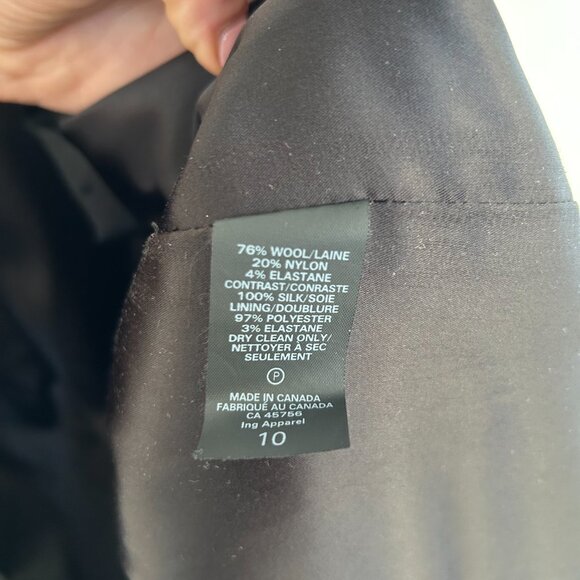 76% WOOL/LAINE
20% NYLON
4% ELASTANE
CONTRAST/CONRASTE
100% SILK/SOIE
LINING/DOUBLURE
97% POLYESTER
3% ELASTANE
DRY CLEAN ONLY/
NETTOYER À SEC
SEULEMENT
P
MADE IN CANADA
FABRIQUÉ AU CANADA
CA 45756
Ing Apparel
10